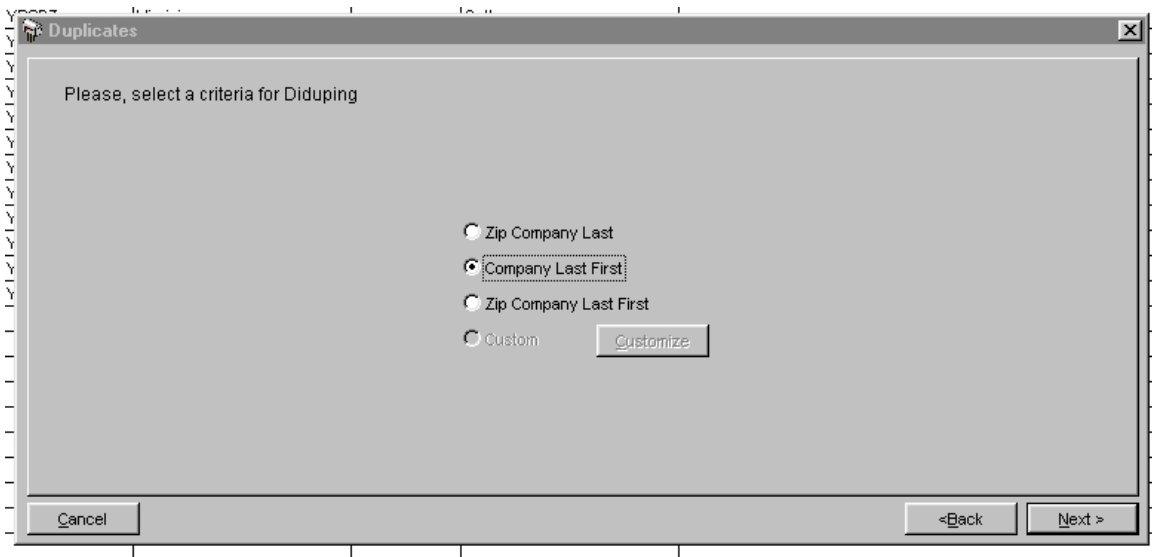 Duplicates
Please, select a criteria for Diduping
Zip Company Last
Company Last First
Zip Company Last First
Custom
Customize
Cancel
<Back
Next >